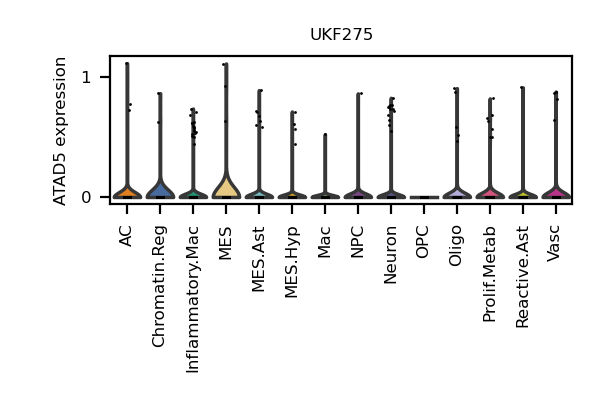 UKF275
ATAD5 expression
1
0
AC
Chromatin.Reg
Inflammatory.Mac
MES
MES.Ast
MES.Hyp
Mac
NPC
Neuron
OPC
Oligo
Prolif.Metab
Reactive.Ast
Vasc